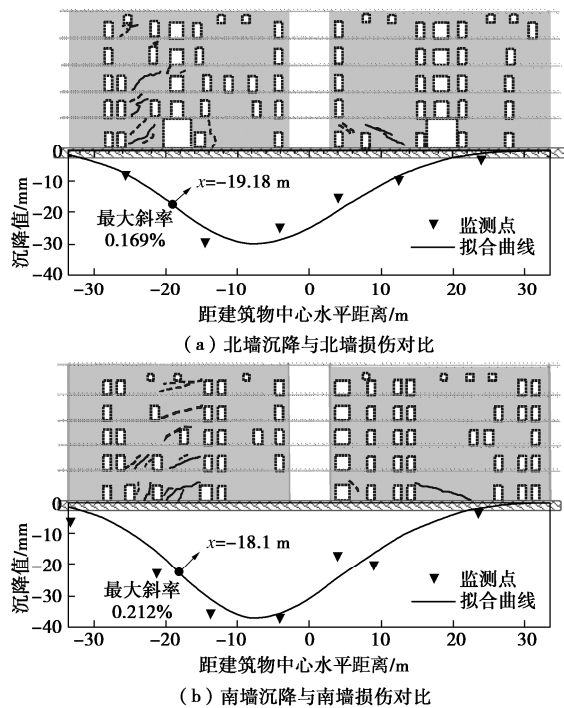 0
−10
−20
−30
−40
沉降值/mm
x=−19.18 m
最大斜率
0.169%
监测点
拟合曲线
−30 −20 −10 0 10 20 30
距建筑物中心水平距离/m
（a）北墙沉降与北墙损伤对比
0
−10
−20
−30
−40
沉降值/mm
x=−18.1 m
最大斜率
0.212%
监测点
拟合曲线
−30 −20 −10 0 10 20 30
距建筑物中心水平距离/m
（b）南墙沉降与南墙损伤对比